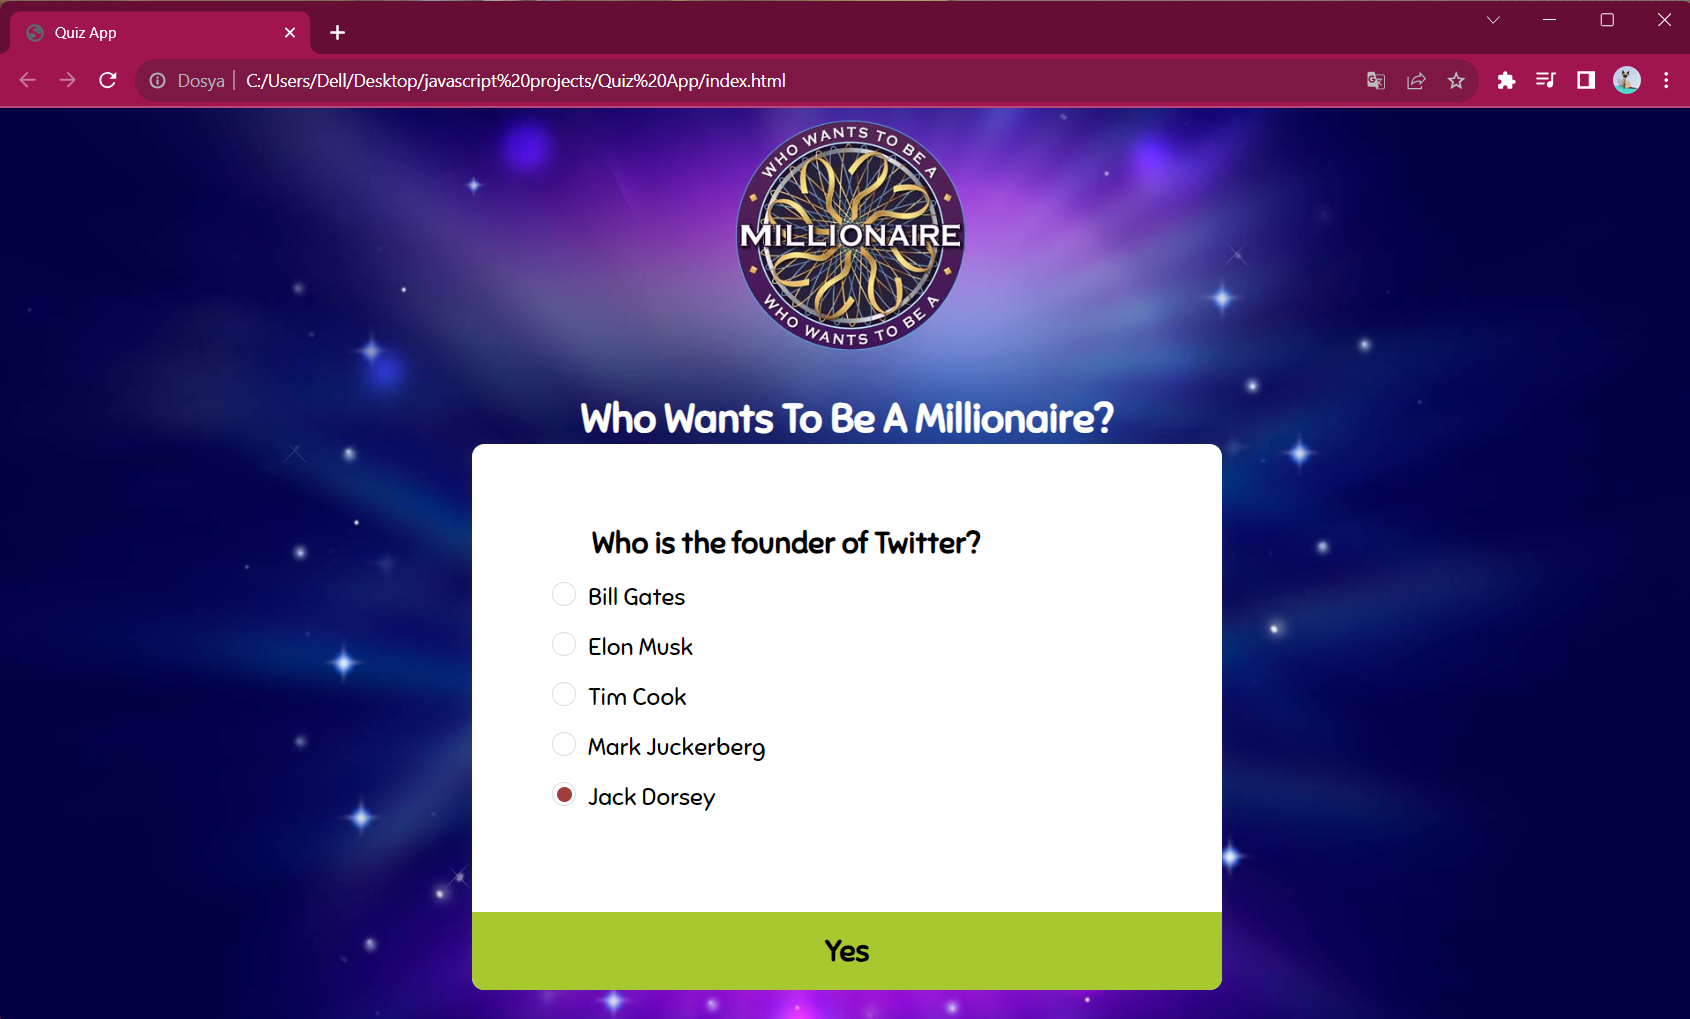 Quiz App
Dosya
C:/Users/Dell/Desktop/javascript%20projects/Quiz%20App/index.html
WHO WANTS TO BE A
MILLIONAIRE
WHO WANTS TO BE A
Who Wants To Be A Millionaire?
Who is the founder of Twitter?
Bill Gates
Elon Musk
Tim Cook
Mark Juckerberg
Jack Dorsey
Yes